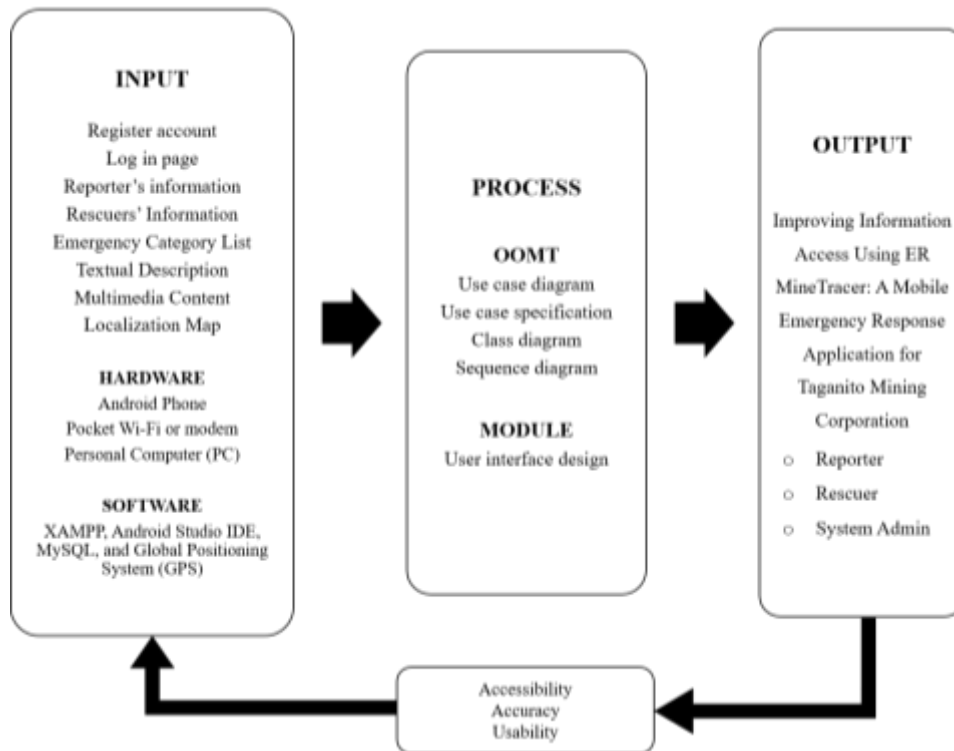 INPUT
Register account
Log in page
Reporter's information
Rescuers' Information
Emergency Category List
Textual Description
Multimedia Content
Localization Map
HARDWARE
Android Phone
Pocket Wi-Fi or modem
Personal Computer (PC)
SOFTWARE
XAMPP, Android Studio IDE,
MySQL, and Global Positioning
System (GPS)
PROCESS
OOMT
Use case diagram
Use case specification
Class diagram
Sequence diagram
MODULE
User interface design
OUTPUT
Improving Information
Access Using ER
MineTracer: A Mobile
Emergency Response
Application for
Taganito Mining
Corporation
○ Reporter
○ Rescuer
○ System Admin
Accessibility
Accuracy
Usability